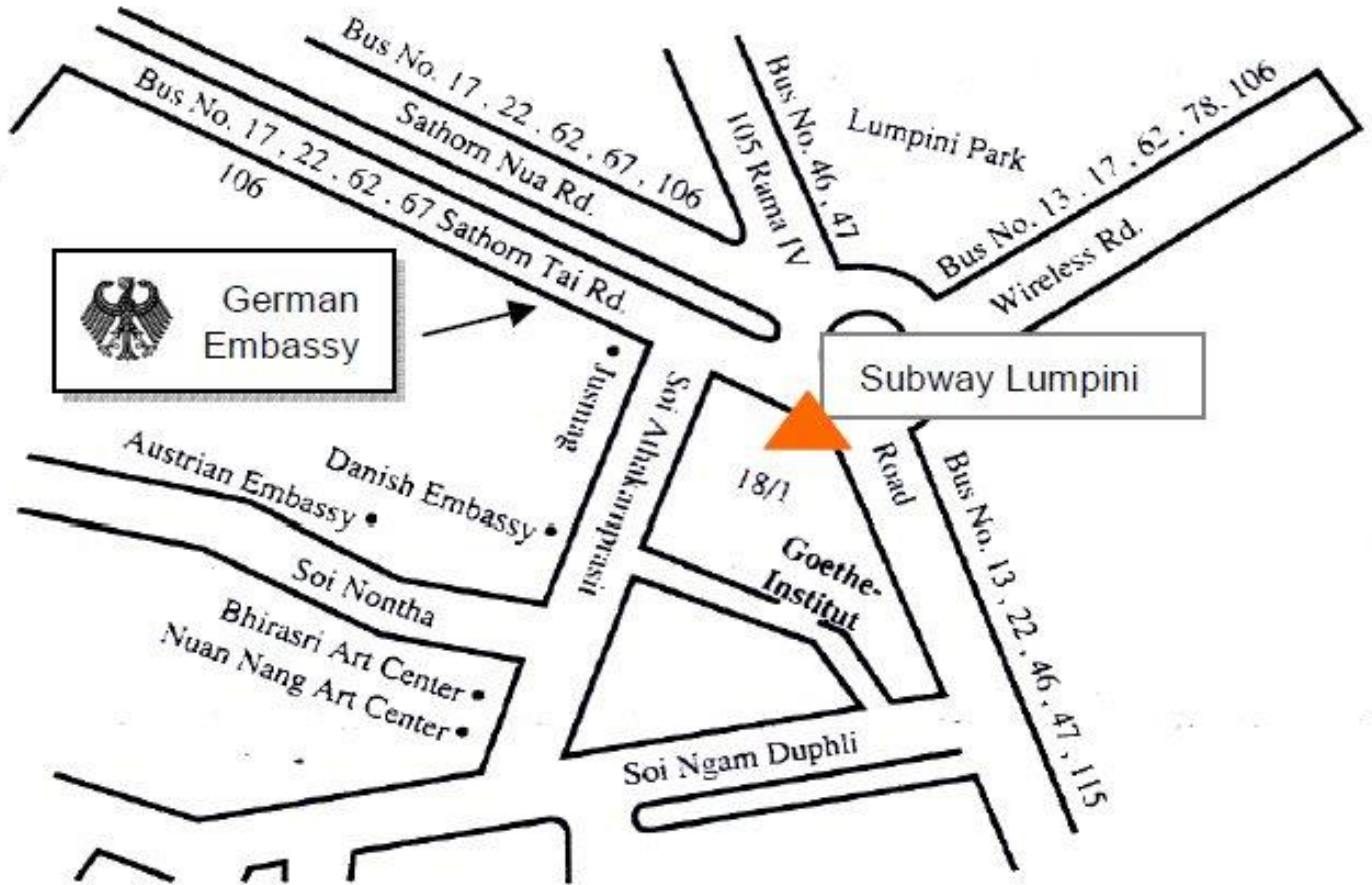 Bus No. 17 . 22 . 62 , 67 , 106
Sathorn Nua Rd.
Bus No. 17 , 22 . 62 . 67 Sathorn Tai Rd.
106
105 Rama IV
Bus No. 46 , 47
Lumpini Park
Bus No. 13 . 17 , 62 , 78. 106
Wireless Rd.
German
Embassy
Subway Lumpini
Jusmag
Soi Athakarnprasit
Austrian Embassy
Danish Embassy
18/1
Road
Goethe-
Institut
Bus No. 13 , 22 , 46 , 47 , 115
Soi Nontha
Bhirasri Art Center
Nuan Nang Art Center
Soi Ngam Duphli